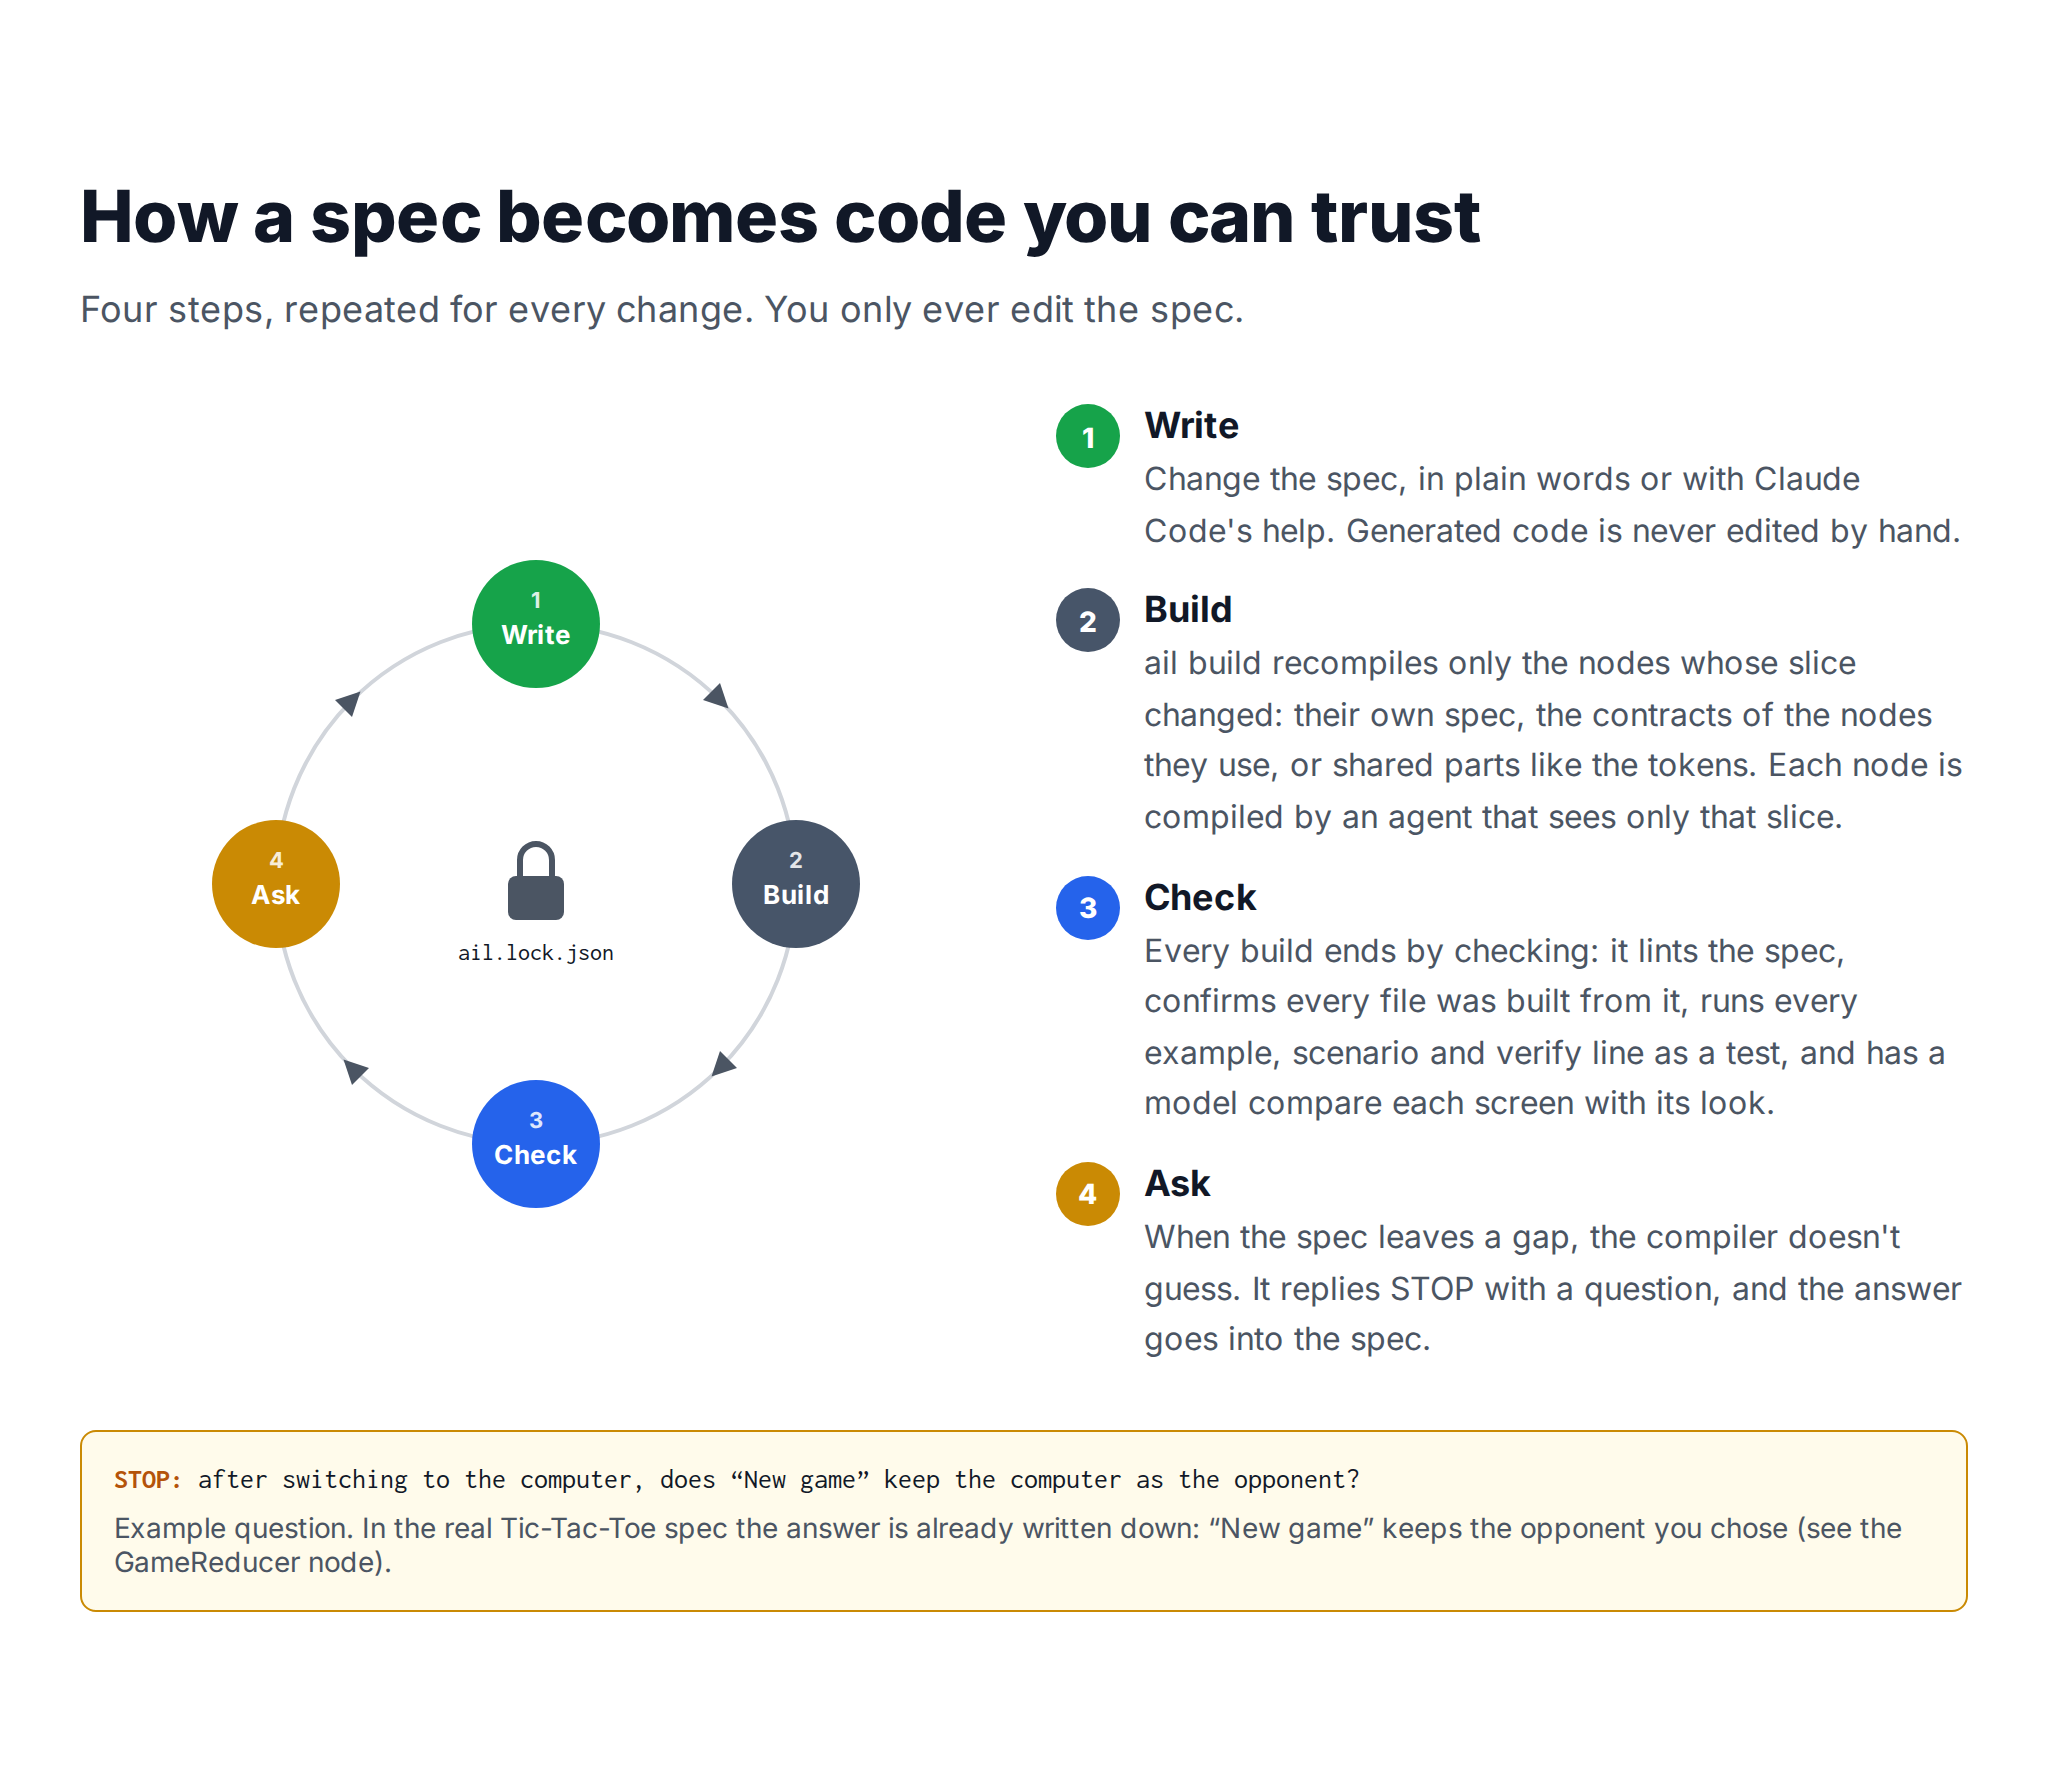 How a spec becomes code you can trust
Four steps, repeated for every change. You only ever edit the spec.
1
Write
2
Build
3
Check
4
Ask
ail.lock.json
1
Write
Change the spec, in plain words or with Claude
Code's help. Generated code is never edited by hand.
2
Build
ail build recompiles only the nodes whose slice
changed: their own spec, the contracts of the nodes
they use, or shared parts like the tokens. Each node is
compiled by an agent that sees only that slice.
3
Check
Every build ends by checking: it lints the spec,
confirms every file was built from it, runs every
example, scenario and verify line as a test, and has a
model compare each screen with its look.
4
Ask
When the spec leaves a gap, the compiler doesn't
guess. It replies STOP with a question, and the answer
goes into the spec.
STOP: after switching to the computer, does “New game” keep the computer as the opponent?
Example question. In the real Tic-Tac-Toe spec the answer is already written down: “New game” keeps the opponent you chose (see the
GameReducer node).